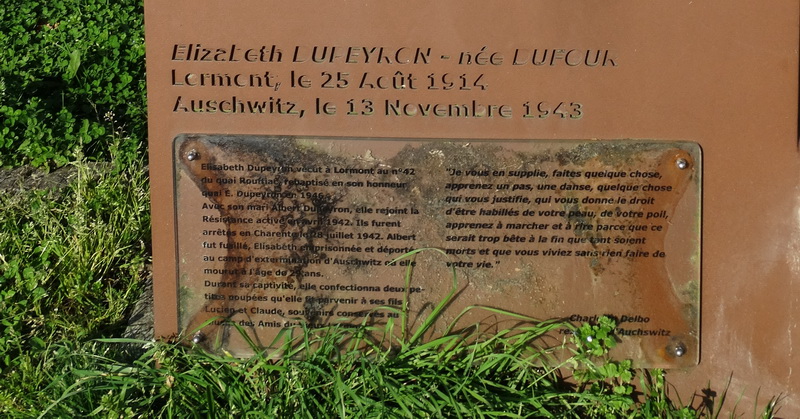 Elizabeth DUPEYRON - née DUFOUR
Lormont, le 25 Août 1914
Auschwitz, le 13 Novembre 1943
Elisabeth Dupeyron vécut à Lormont au n°42
du quai Rouffiac, rebaptisé en son honneur
quai E. Dupeyron en 1946.
Avec son mari Albert Dupeyron, elle rejoint la
Résistance active en avril 1942. Ils furent
arrêtés en Charente le 28 juillet 1942. Albert
fut fusillé, Elisabeth emprisonnée et déportée
au camp d'extermination d'Auschwitz où elle
mourut à l'âge de 29 ans.
Durant sa captivité, elle confectionna deux pe-
tites poupées qu'elle fit parvenir à ses fils
Lucien et Claude, souvenirs conservés au
des Amis du
"Je vous en supplie, faites quelque chose,
apprenez un pas, une danse, quelque chose
qui vous justifie, qui vous donne le droit
d'être habillés de votre peau, de votre poil,
apprenez à marcher et à rire parce que ce
serait trop bête à la fin que tant soient
morts et que vous viviez sans rien faire de
votre vie."
Charlotte Delbo
Auchswitz